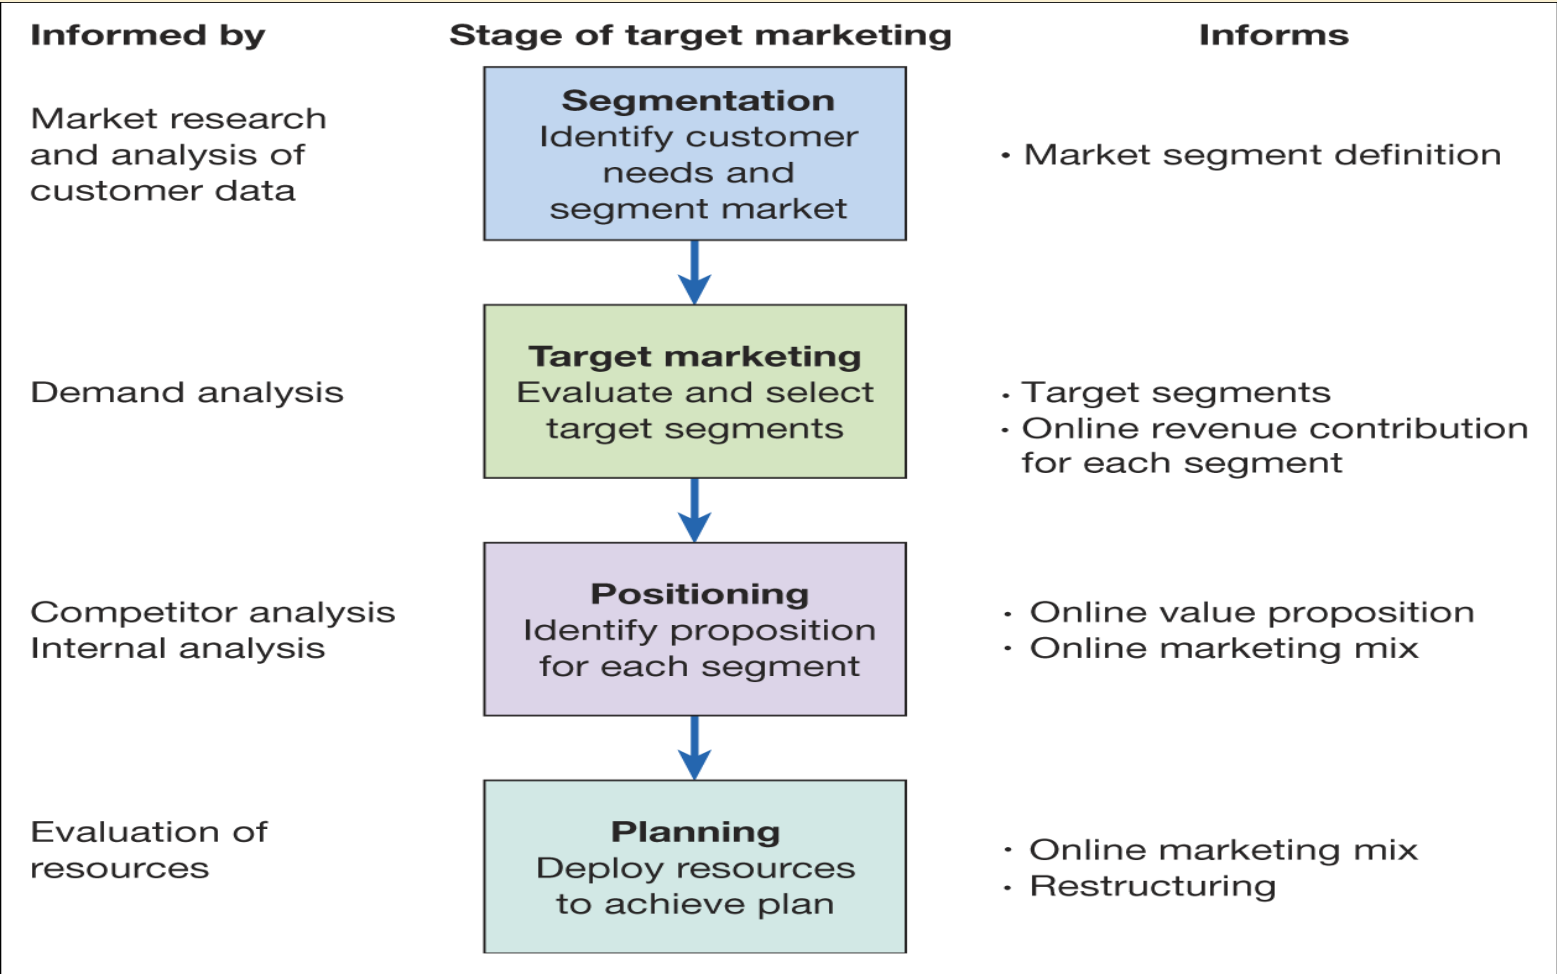 Informed by
Stage of target marketing
Informs
Market research
and analysis of
customer data
Segmentation
Identify customer
needs and
segment market
• Market segment definition
Demand analysis
Target marketing
Evaluate and select
target segments
• Target segments
• Online revenue contribution
for each segment
Competitor analysis
Internal analysis
Positioning
Identify proposition
for each segment
• Online value proposition
• Online marketing mix
Evaluation of
resources
Planning
Deploy resources
to achieve plan
• Online marketing mix
• Restructuring